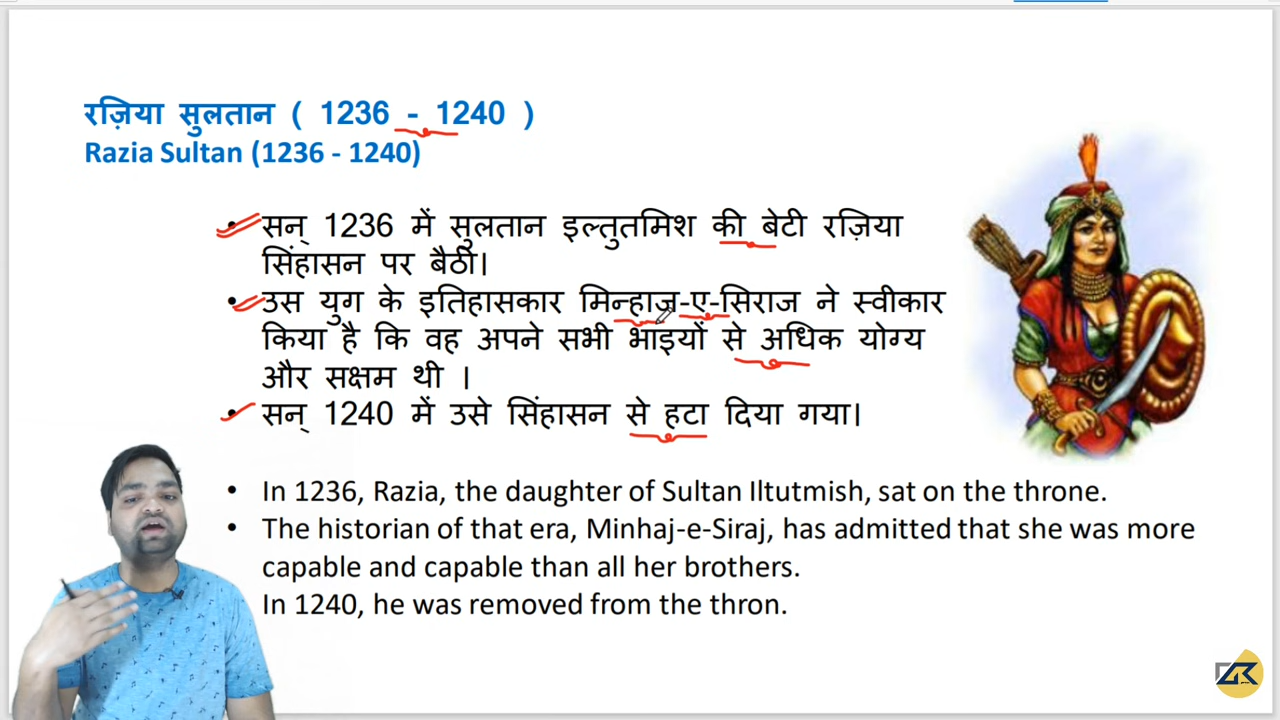 रज़िया सुलतान ( 1236 - 1240 )
Razia Sultan (1236 - 1240)
• सन् 1236 में सुलतान इल्तुतमिश की बेटी रज़िया
सिंहासन पर बैठी।
• उस युग के इतिहासकार मिन्हाज-ए-सिराज ने स्वीकार
किया है कि वह अपने सभी भाइयों से अधिक योग्य
और सक्षम थी ।
• सन् 1240 में उसे सिंहासन से हटा दिया गया।
• In 1236, Razia, the daughter of Sultan Iltutmish, sat on the throne.
• The historian of that era, Minhaj-e-Siraj, has admitted that she was more
capable and capable than all her brothers.
In 1240, he was removed from the thron.